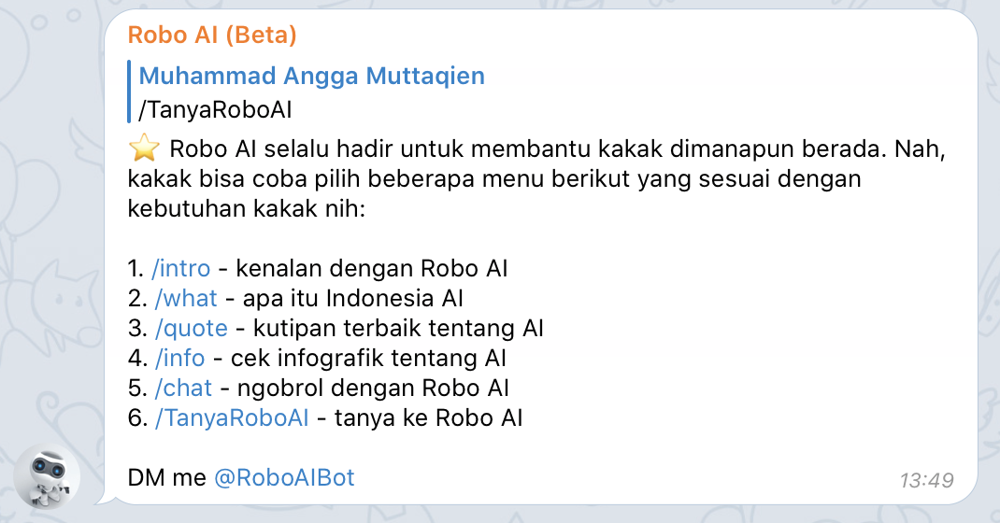 Robo AI (Beta)
Muhammad Angga Muttaqien
/TanyaRoboAI
⭐ Robo AI selalu hadir untuk membantu kakak dimanapun berada. Nah,
kakak bisa coba pilih beberapa menu berikut yang sesuai dengan
kebutuhan kakak nih:
1. /intro - kenalan dengan Robo AI
2. /what - apa itu Indonesia AI
3. /quote - kutipan terbaik tentang AI
4. /info - cek infografik tentang AI
5. /chat - ngobrol dengan Robo AI
6. /TanyaRoboAI - tanya ke Robo AI
DM me @RoboAIBot
13:49